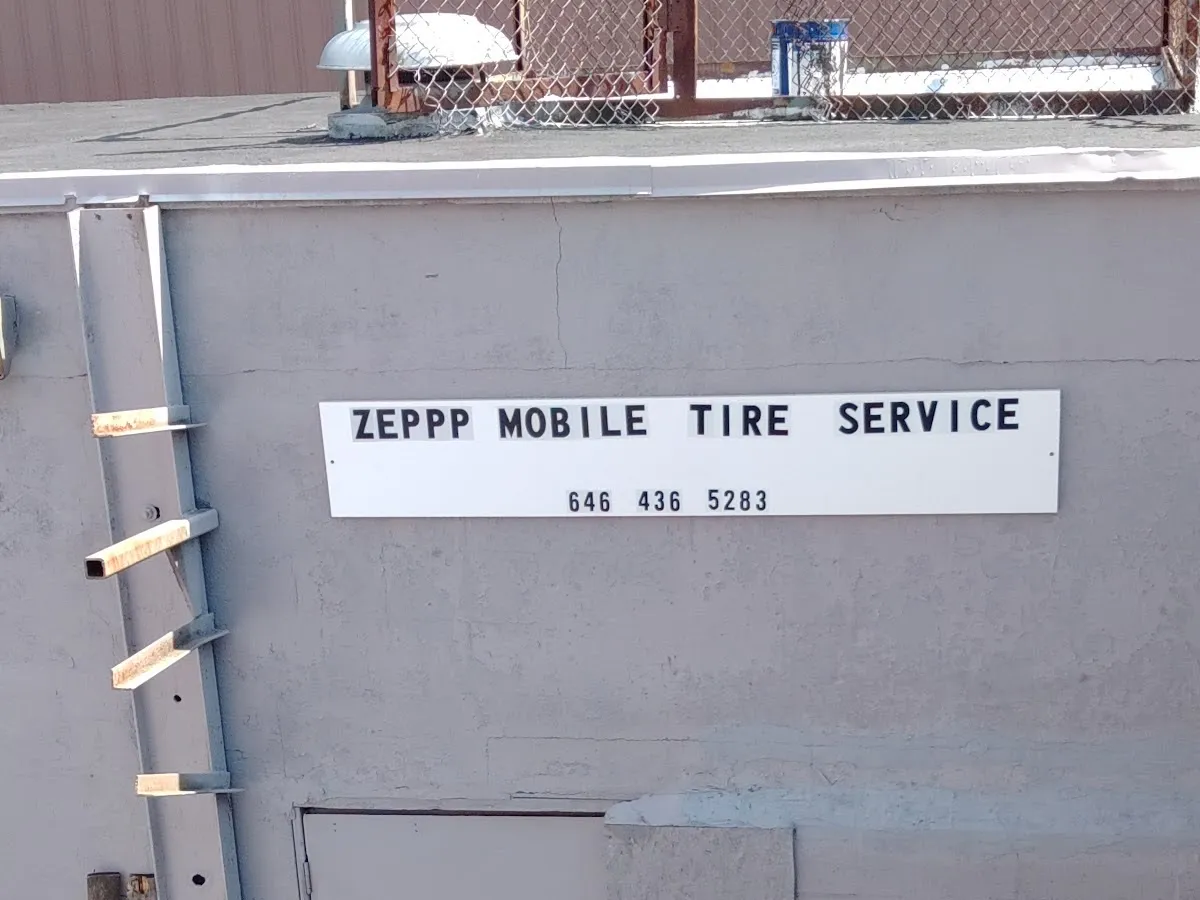 ZEPPP MOBILE TIRE SERVICE
646 436 5283